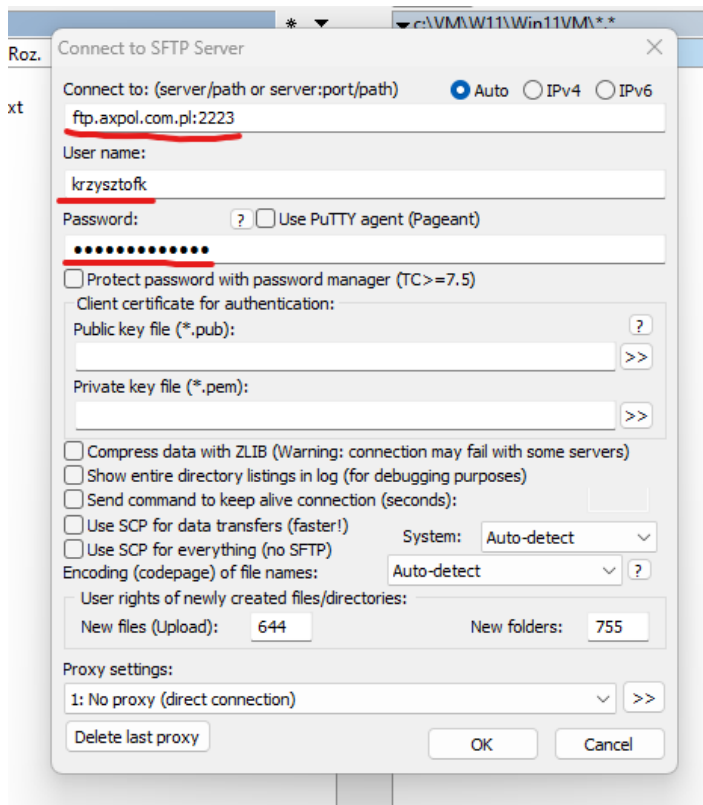 c:\VM\W11\Win11VM\*.*
Roz.
xt
Connect to SFTP Server
Connect to: (server/path or server:port/path) Auto IPv4 IPv6
ftp.axpol.com.pl:2223
User name:
krzysztofk
Password: ? Use PuTTY agent (Pageant)
•••••••••••••
Protect password with password manager (TC>=7.5)
Client certificate for authentication:
Public key file (*.pub): ?
>>
Private key file (*.pem):
>>
Compress data with ZLIB (Warning: connection may fail with some servers)
Show entire directory listings in log (for debugging purposes)
Send command to keep alive connection (seconds):
Use SCP for data transfers (faster!)
System: Auto-detect
Use SCP for everything (no SFTP)
Encoding (codepage) of file names: Auto-detect ?
User rights of newly created files/directories:
New files (Upload): 644 New folders: 755
Proxy settings:
1: No proxy (direct connection) >>
Delete last proxy OK Cancel